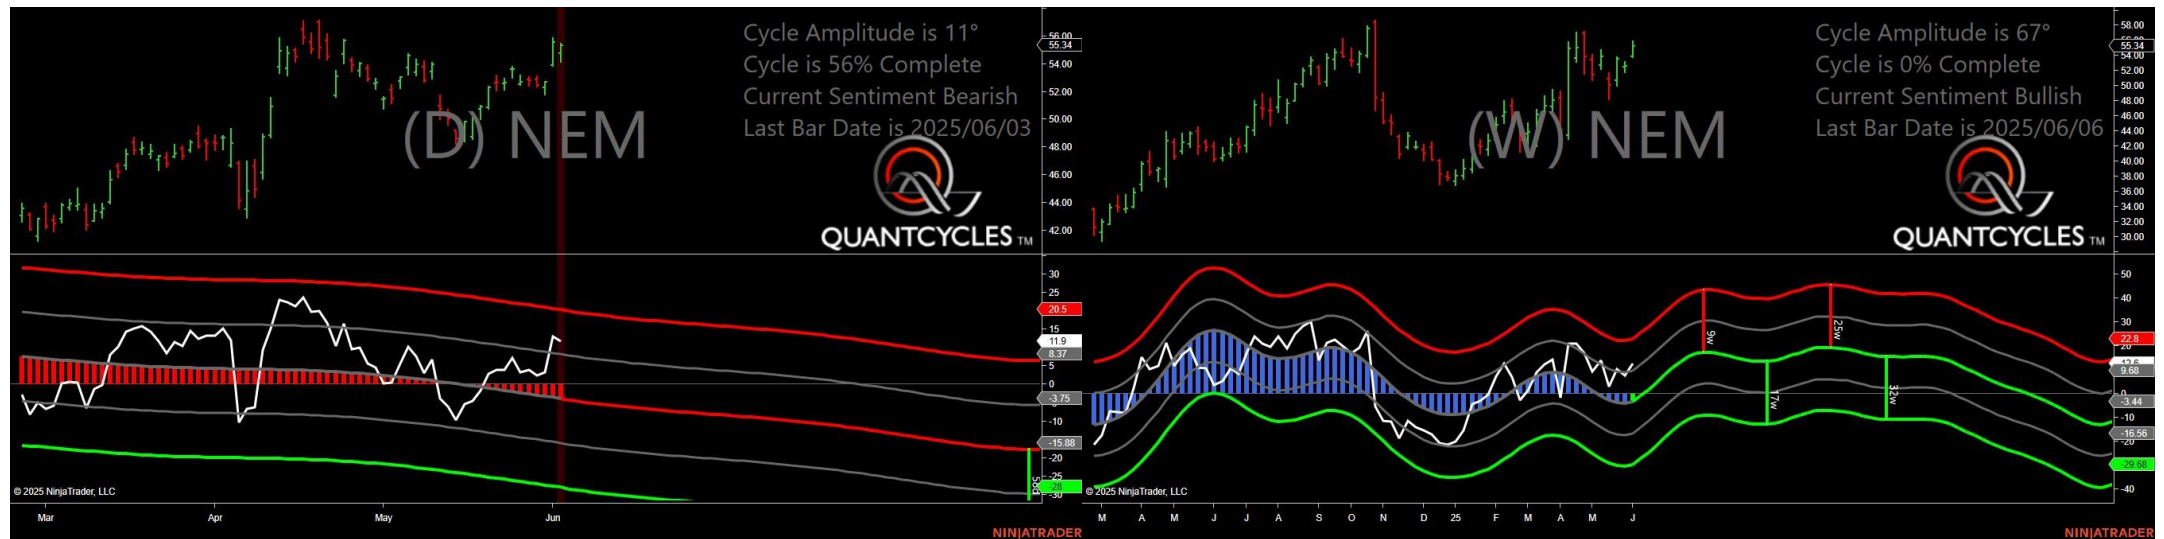 Cycle Amplitude is 11°
Cycle is 56% Complete
Current Sentiment Bearish
Last Bar Date is 2025/06/03
(D) NEM
QUANTCYCLES TM
56.00
55.34
54.00
52.00
50.00
48.00
46.00
44.00
42.00
30
25
20.5
15
11.9
8.37
5
0
-3.75
-10
-15.88
-20
-25
-28
-30
58d
© 2025 NinjaTrader, LLC
Mar Apr May Jun
NINJATRADER
Cycle Amplitude is 67°
Cycle is 0% Complete
Current Sentiment Bullish
Last Bar Date is 2025/06/06
(W) NEM
QUANTCYCLES TM
58.00
55.34
54.00
52.00
50.00
48.00
46.00
44.00
42.00
40.00
38.00
36.00
34.00
32.00
30.00
50
40
30
22.8
20
12.6
9.68
0
-3.44
-10
-16.56
-20
-29.68
-40
9w
25w
17w
32w
© 2025 NinjaTrader, LLC
M A M J J A S O N D 25 F M A M J
NINJATRADER